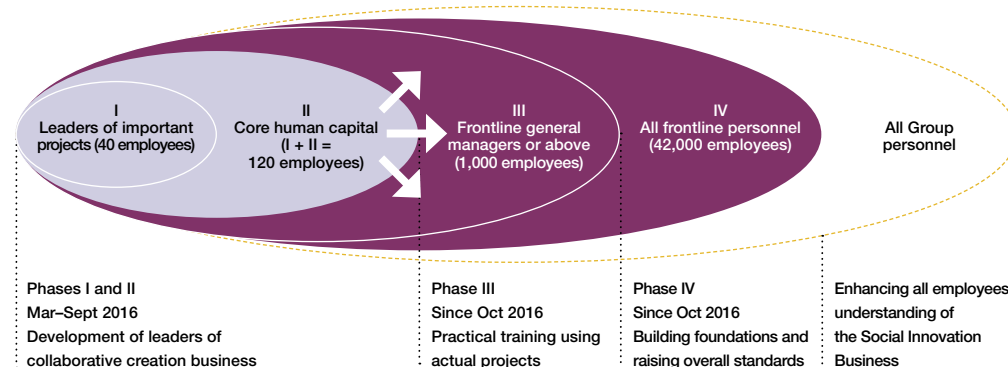 I
Leaders of important
projects (40 employees)
II
Core human capital
(I + II =
120 employees)
III
Frontline general
managers or above
(1,000 employees)
IV
All frontline personnel
(42,000 employees)
All Group
personnel
Phases I and II
Mar–Sept 2016
Development of leaders of
collaborative creation business
Phase III
Since Oct 2016
Practical training using
actual projects
Phase IV
Since Oct 2016
Building foundations and
raising overall standards
Enhancing all employees
understanding of
the Social Innovation
Business